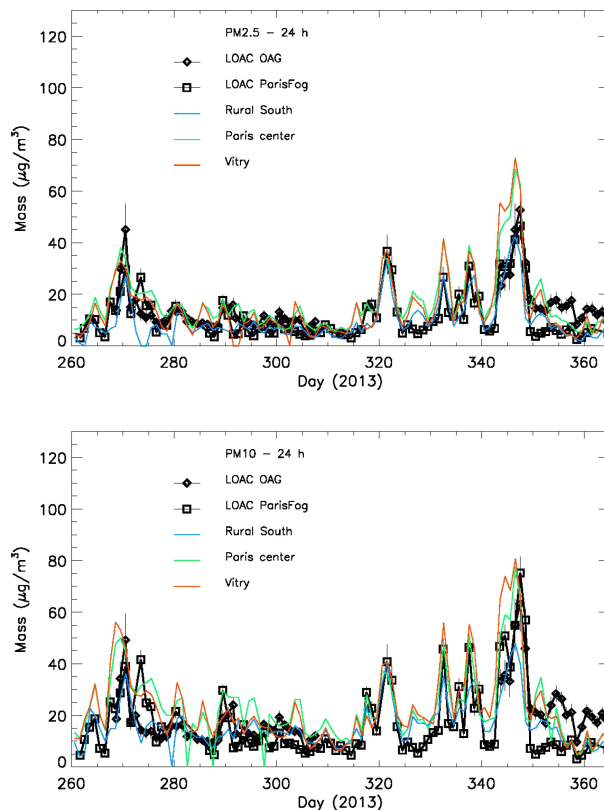 PM2.5 – 24 h
LOAC OAG
LOAC ParisFog
Rural South
Paris center
Vitry
Mass (μg/m³)
120
100
80
60
40
20
0
260 280 300 320 340 360
Day (2013)
PM10 – 24 h
LOAC OAG
LOAC ParisFog
Rural South
Paris center
Vitry
Mass (μg/m³)
120
100
80
60
40
20
0
260 280 300 320 340 360
Day (2013)